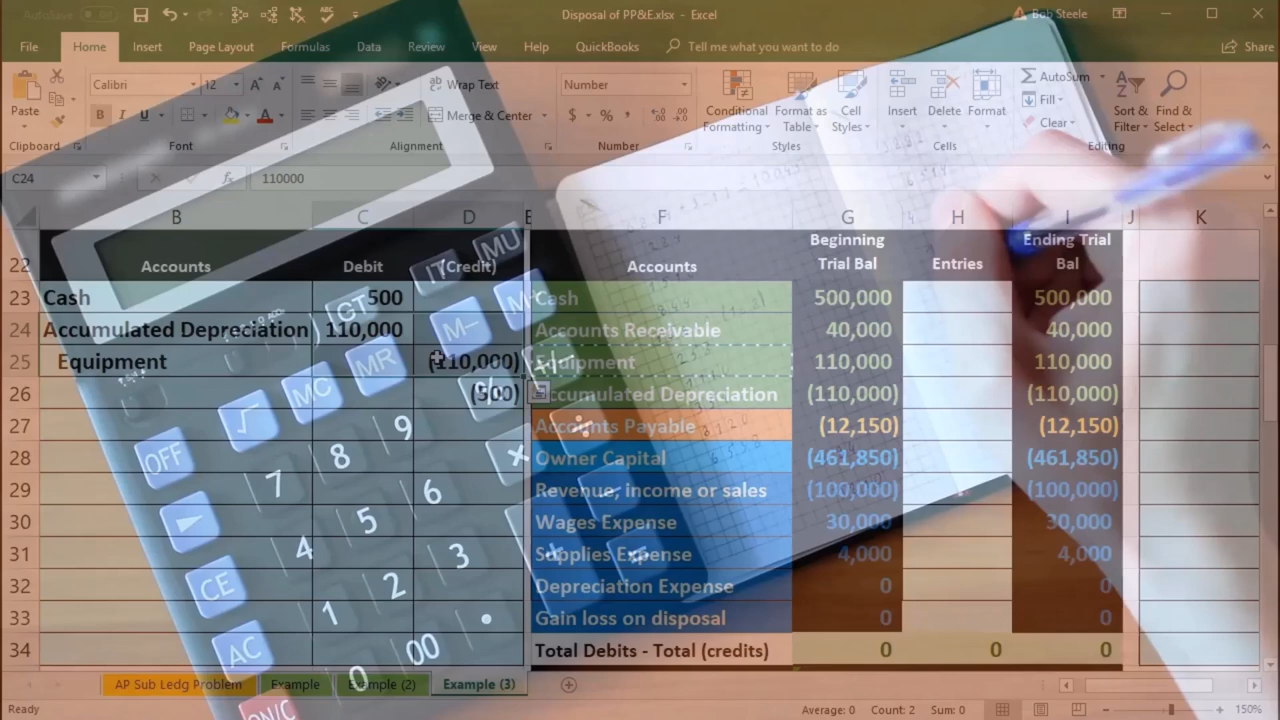 AutoSave Off Disposal of PP&E.xlsx - Excel Bob Steele
File Home Insert Page Layout Formulas Data Review View Help QuickBooks Tell me what you want to do Share
Paste Calibri 12 Wrap Text Number AutoSum
B I U Merge & Center $ % Conditional Formatting Format as Table Cell Styles Insert Delete Format Fill Clear Sort & Filter Find & Select
Clipboard Font Alignment Number Styles Cells Editing
C24 fx 110000
B C D E F G H I J K
22 Accounts Debit (Credit) Accounts Beginning Trial Bal Entries Ending Trial Bal
23 Cash 500 Cash 500,000 500,000
24 Accumulated Depreciation 110,000 Accounts Receivable 40,000 40,000
25 Equipment (110,000) Equipment 110,000 110,000
26 (500) Accumulated Depreciation (110,000) (110,000)
27 Accounts Payable (12,150) (12,150)
28 Owner Capital (461,850) (461,850)
29 Revenue, income or sales (100,000) (100,000)
30 Wages Expense 30,000 30,000
31 Supplies Expense 4,000 4,000
32 Depreciation Expense 0 0
33 Gain loss on disposal 0 0
34 Total Debits - Total (credits) 0 0 0
AP Sub Ledg Problem Example Example (2) Example (3)
Ready Average: 0 Count: 2 Sum: 0 150%
MU
IT
GT M- M+
√ MC MR % +/-
OFF 7 8 9 × ÷
4 5 6 + -
CE 1 2 3 =
AC 0 00 •
ON/C